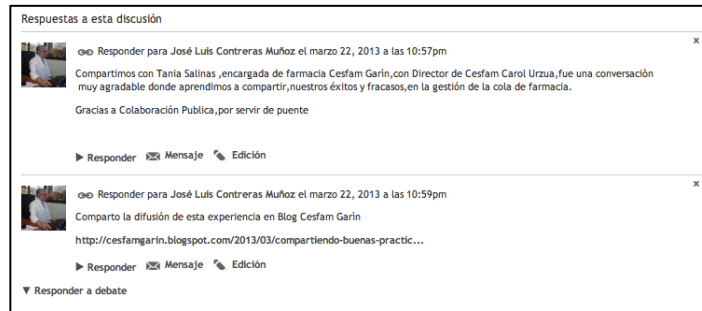 Respuestas a esta discusión
x
Responder para José Luis Contreras Muñoz el marzo 22, 2013 a las 10:57pm
Compartimos con Tania Salinas ,encargada de farmacia Cesfam Garìn,con Director de Cesfam Carol Urzua,fue una conversaciòn
muy agradable donde aprendimos a compartir,nuestros éxitos y fracasos,en la gestión de la cola de farmacia.
Gracias a Colaboración Publica,por servir de puente
▶ Responder Mensaje Edición
x
Responder para José Luis Contreras Muñoz el marzo 22, 2013 a las 10:59pm
Comparto la difusión de esta experiencia en Blog Cesfam Garìn
http://cesfamgarin.blogspot.com/2013/03/compartiendo-buenas-practic...
▶ Responder Mensaje Edición
▼ Responder a debate